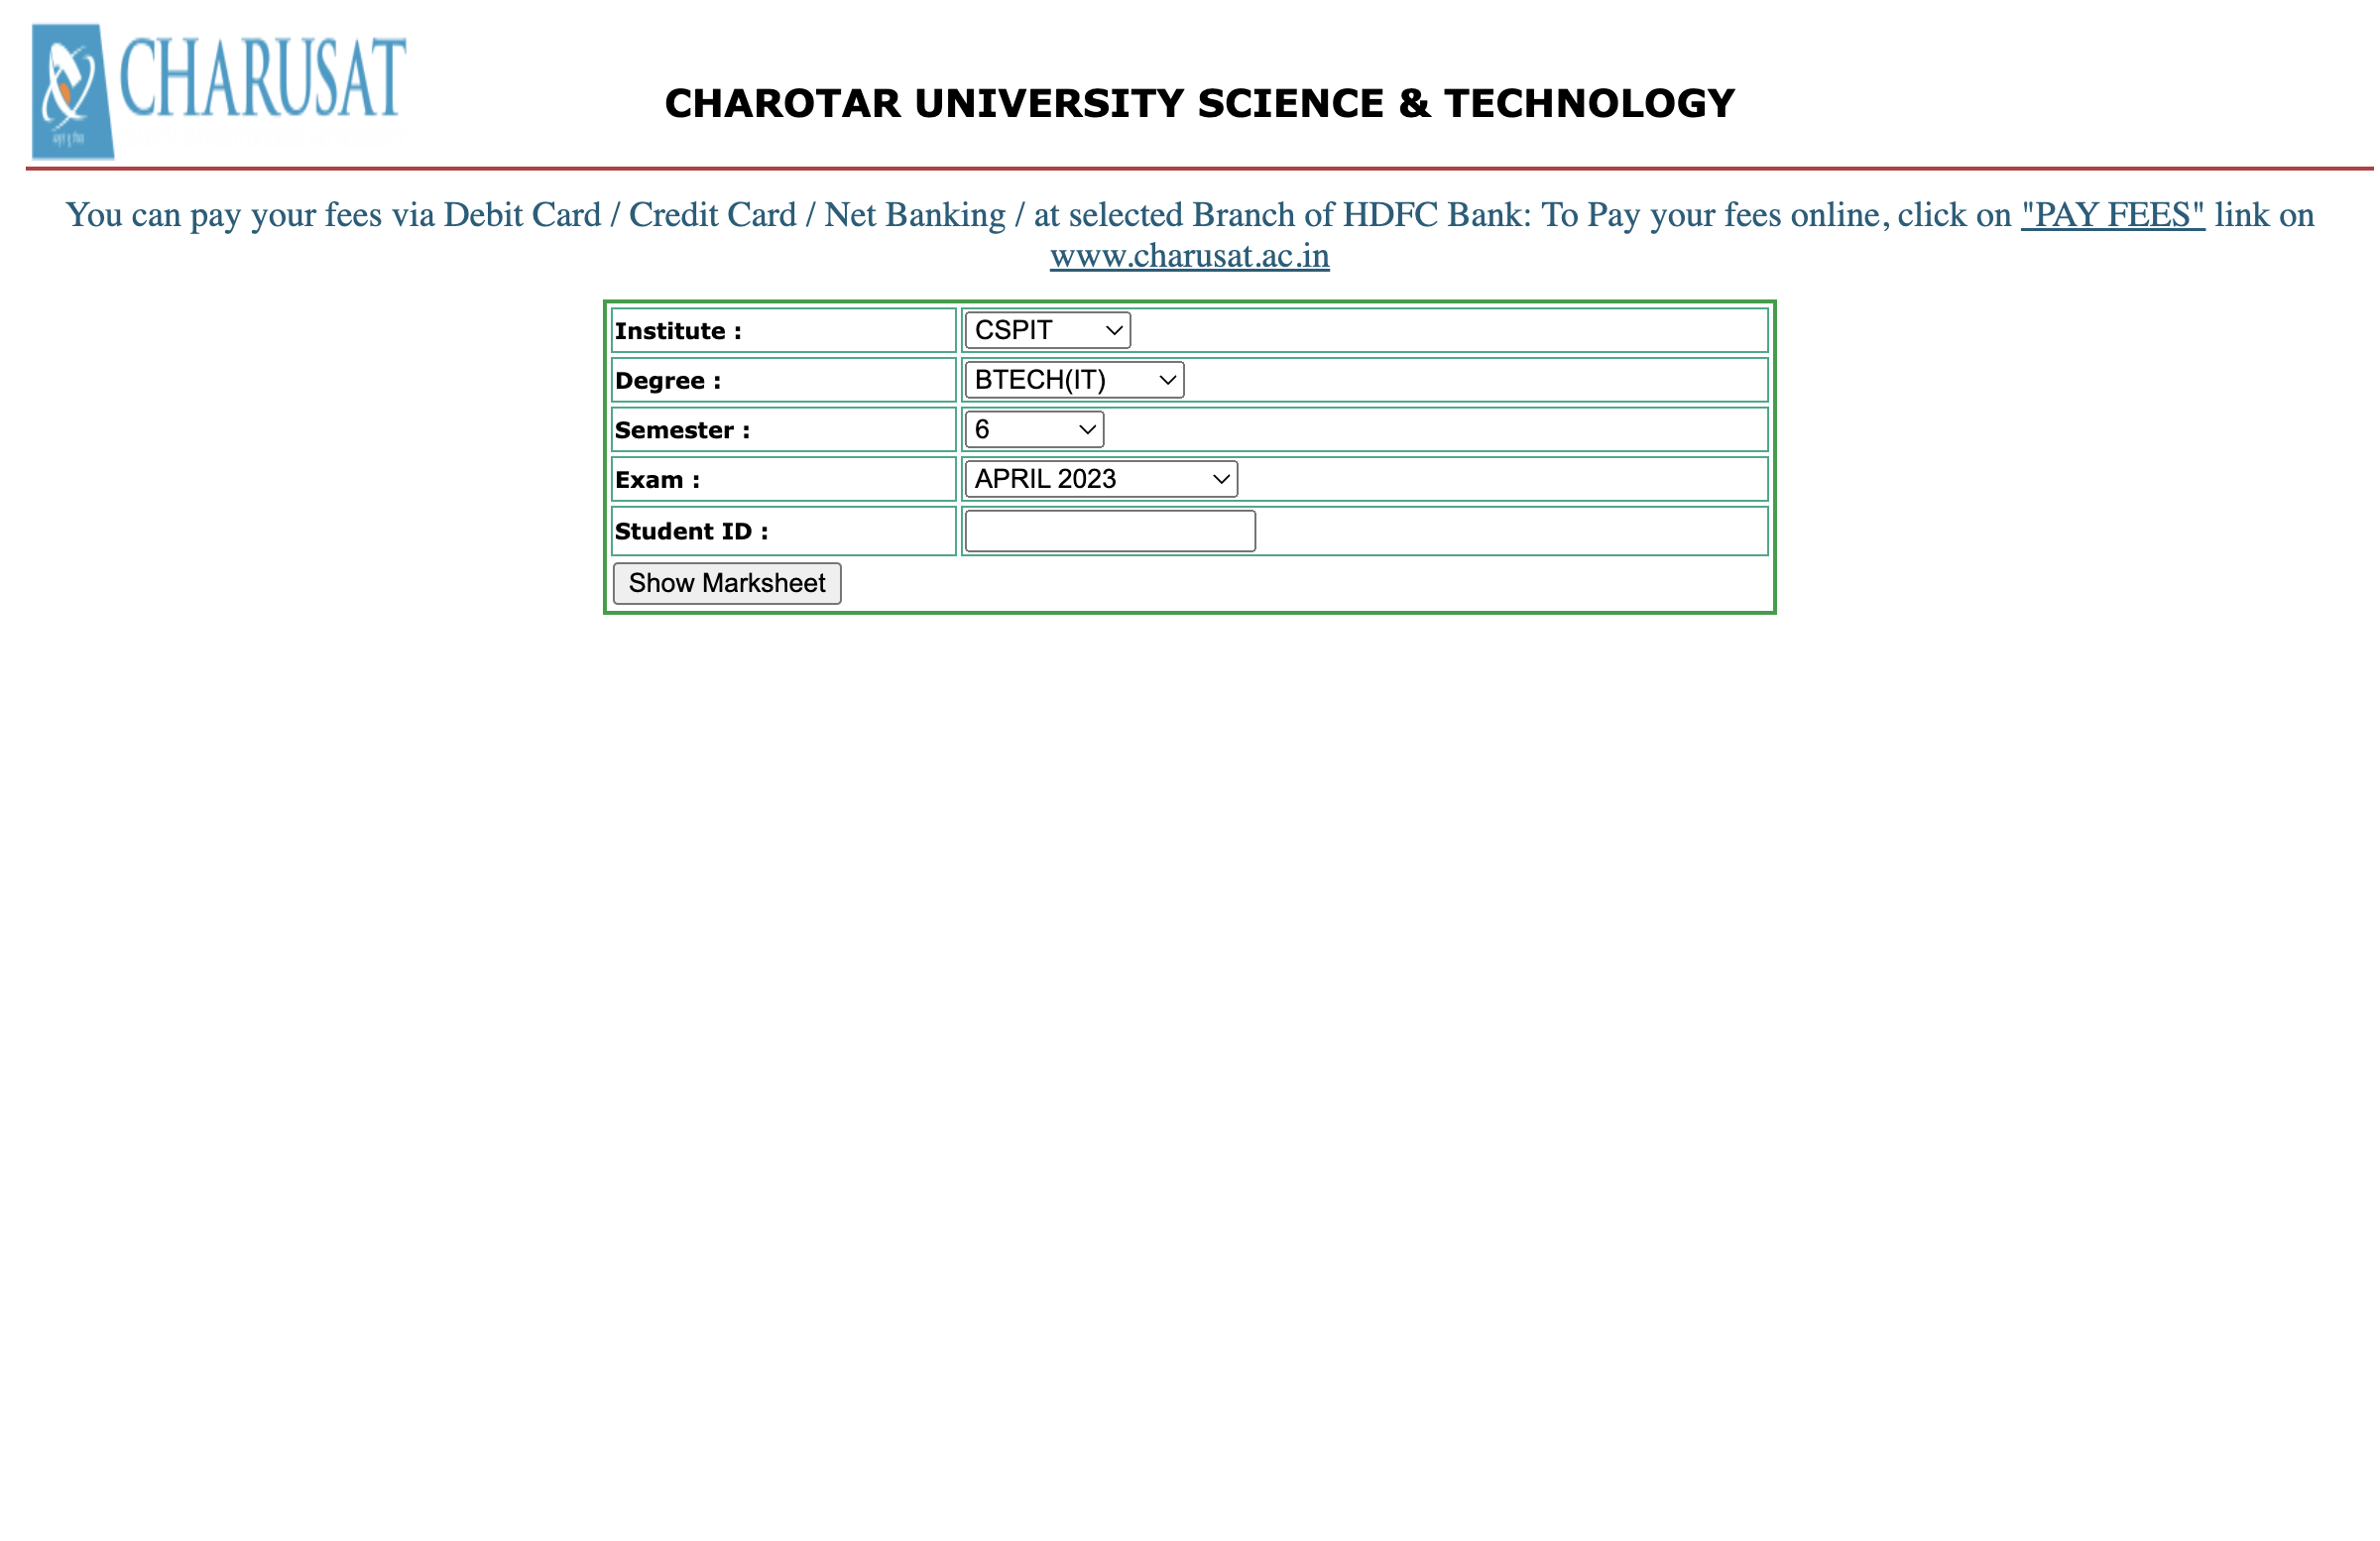 CHARUSAT
CHAROTAR UNIVERSITY SCIENCE & TECHNOLOGY
You can pay your fees via Debit Card / Credit Card / Net Banking / at selected Branch of HDFC Bank: To Pay your fees online, click on "PAY FEES" link on
www.charusat.ac.in
Institute : CSPIT
Degree : BTECH(IT)
Semester : 6
Exam : APRIL 2023
Student ID :
Show Marksheet